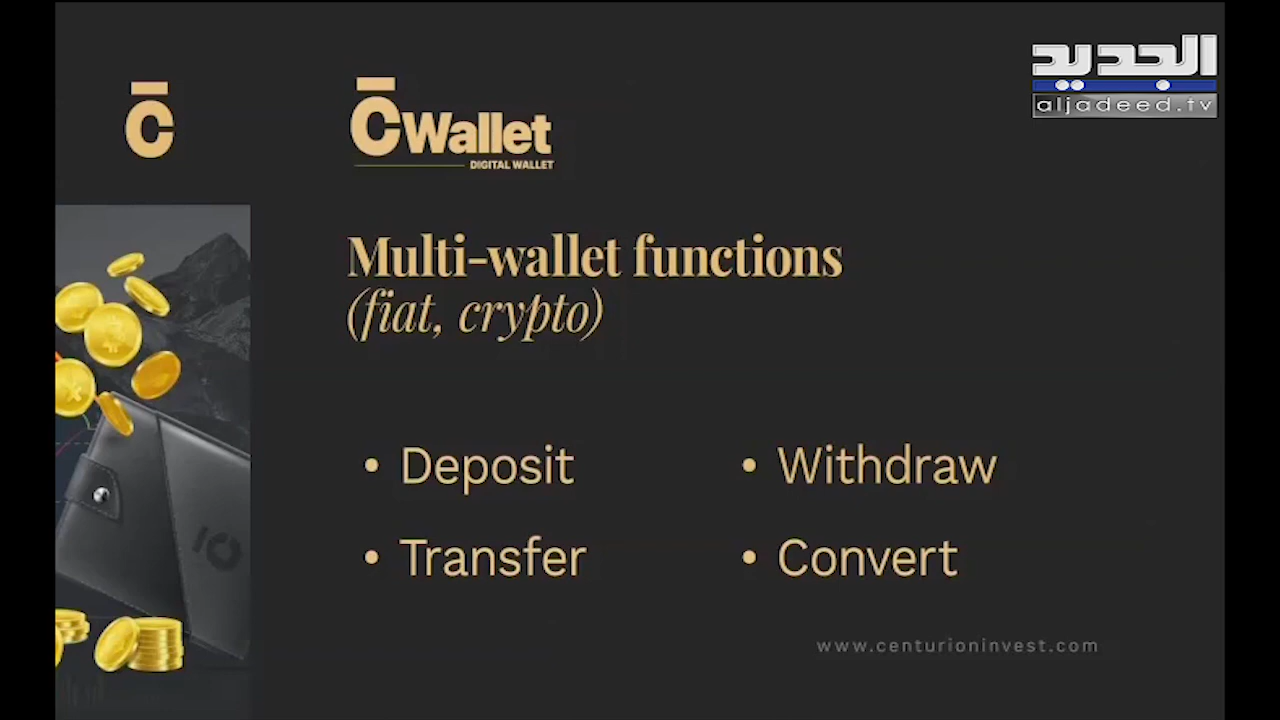 الجديد
aljadeed.tv
C̄
C̄Wallet
DIGITAL WALLET
Multi-wallet functions
(fiat, crypto)
• Deposit
• Withdraw
• Transfer
• Convert
www.centurioninvest.com